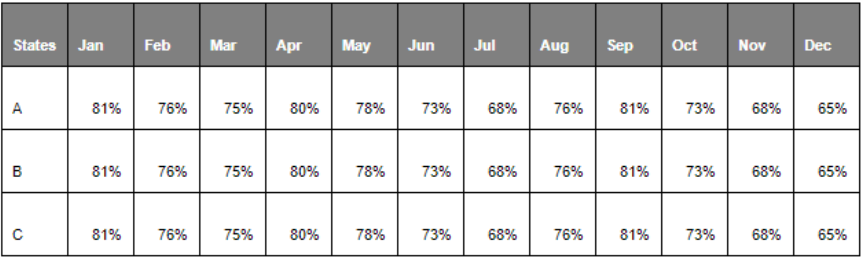 States Jan Feb Mar Apr May Jun Jul Aug Sep Oct Nov Dec
A 81% 76% 75% 80% 78% 73% 68% 76% 81% 73% 68% 65%
B 81% 76% 75% 80% 78% 73% 68% 76% 81% 73% 68% 65%
C 81% 76% 75% 80% 78% 73% 68% 76% 81% 73% 68% 65%